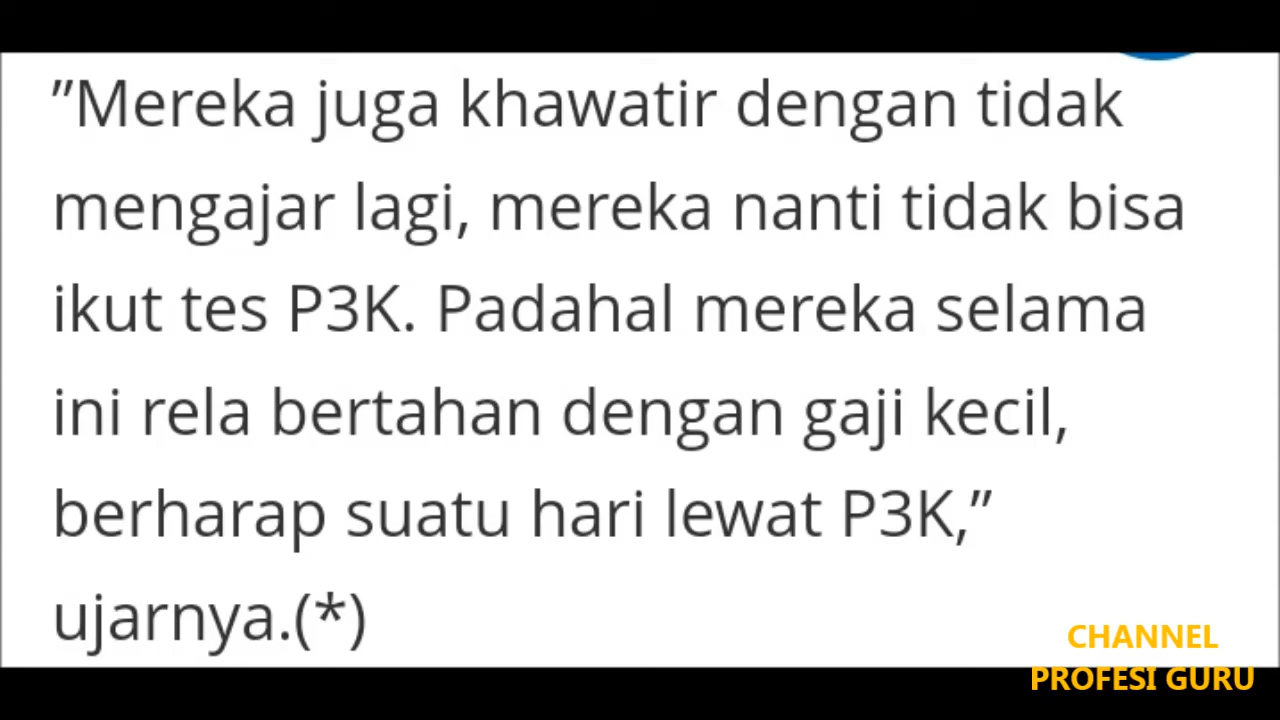 ”Mereka juga khawatir dengan tidak
mengajar lagi, mereka nanti tidak bisa
ikut tes P3K. Padahal mereka selama
ini rela bertahan dengan gaji kecil,
berharap suatu hari lewat P3K,”
ujarnya.(*)
CHANNEL
PROFESI GURU